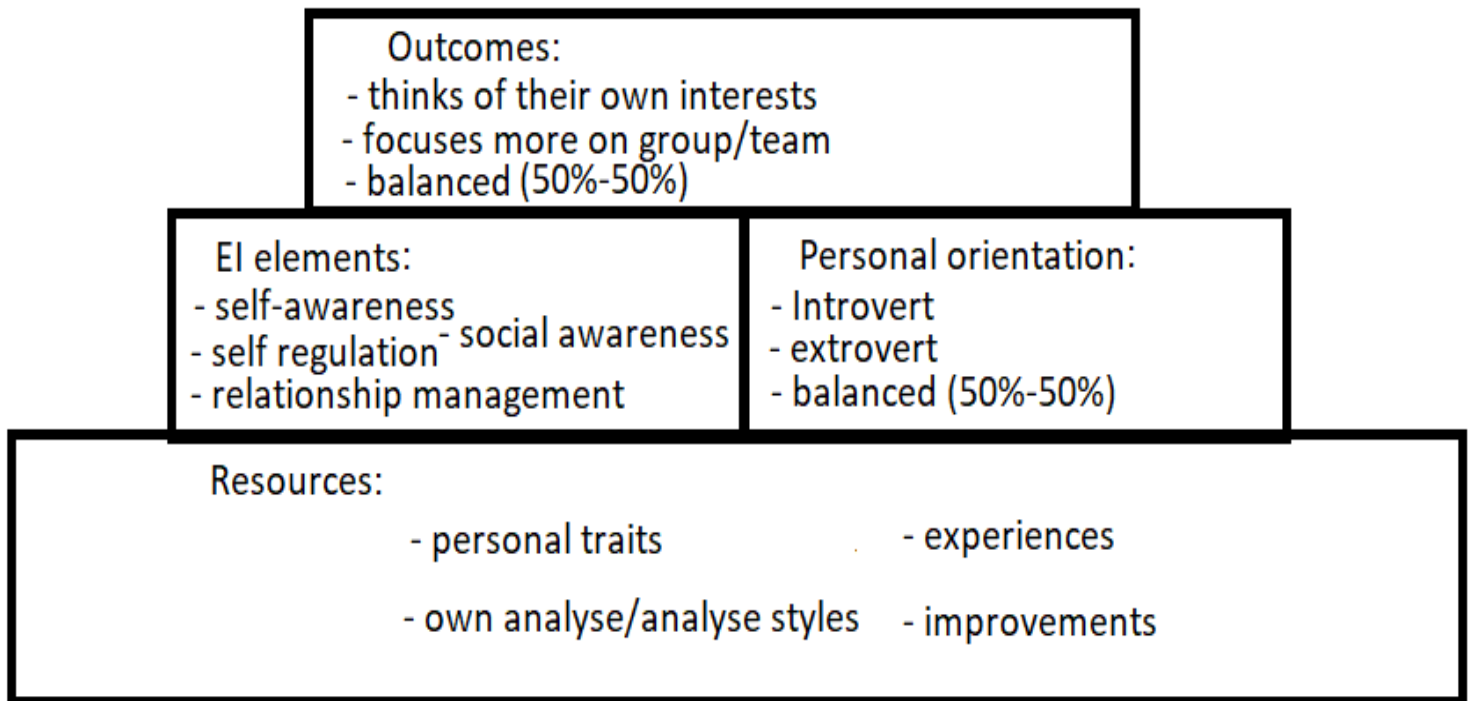 Outcomes:
- thinks of their own interests
- focuses more on group/team
- balanced (50%-50%)
EI elements:
- self-awareness
- social awareness
- self regulation
- relationship management
Personal orientation:
- Introvert
- extrovert
- balanced (50%-50%)
Resources:
- personal traits
- experiences
- own analyse/analyse styles
- improvements